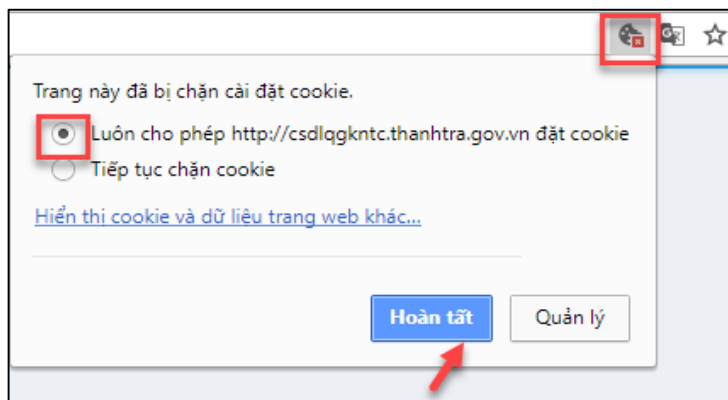 Trang này đã bị chặn cài đặt cookie.
Luôn cho phép http://csdlqgkntc.thanhtra.gov.vn đặt cookie
Tiếp tục chặn cookie
Hiển thị cookie và dữ liệu trang web khác...
Hoàn tất
Quản lý